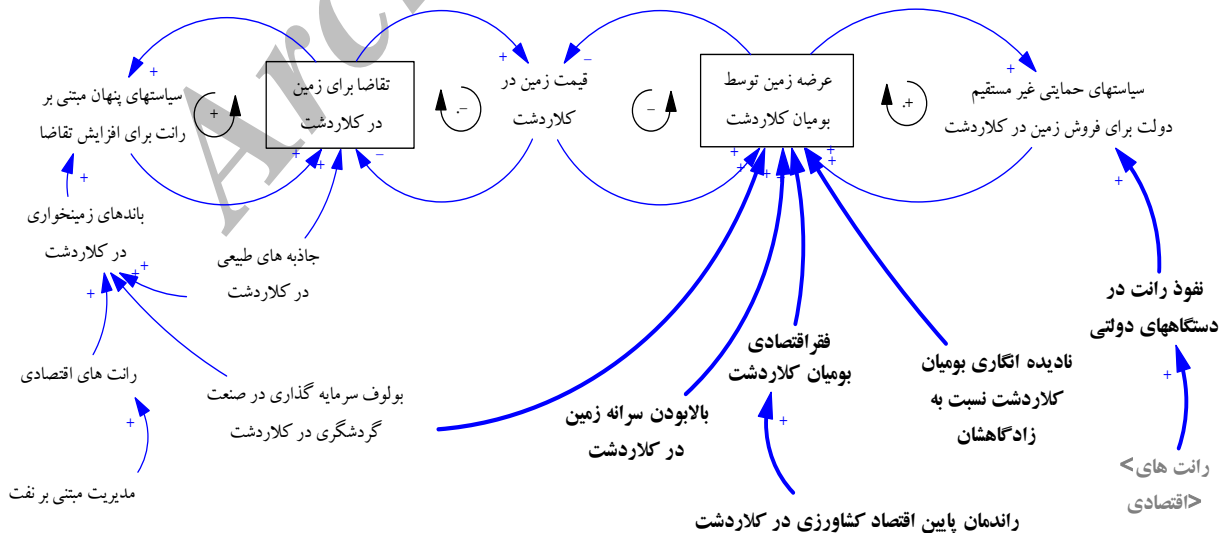 سیاستهای پنهان مبتنی بر
رانت برای افزایش تقاضا
تقاضا برای زمین
در کلاردشت
قیمت زمین در
کلاردشت
عرضه زمین توسط
بومیان کلاردشت
سیاستهای حمایتی غیر مستقیم
دولت برای فروش زمین در کلاردشت
باندهای زمینخواری
در کلاردشت
جاذبه های طبیعی
در کلاردشت
نفوذ رانت در
دستگاههای دولتی
رانت های اقتصادی
بولوف سرمایه گذاری در صنعت
گردشگری در کلاردشت
بالابودن سرانه زمین
در کلاردشت
فقراقتصادی
بومیان کلاردشت
نادیده انگاری بومیان
کلاردشت نسبت به
زادگاهشان
مدیریت مبتنی بر نفت
راندمان پایین اقتصاد کشاورزی در کلاردشت
<رانت های
اقتصادی>